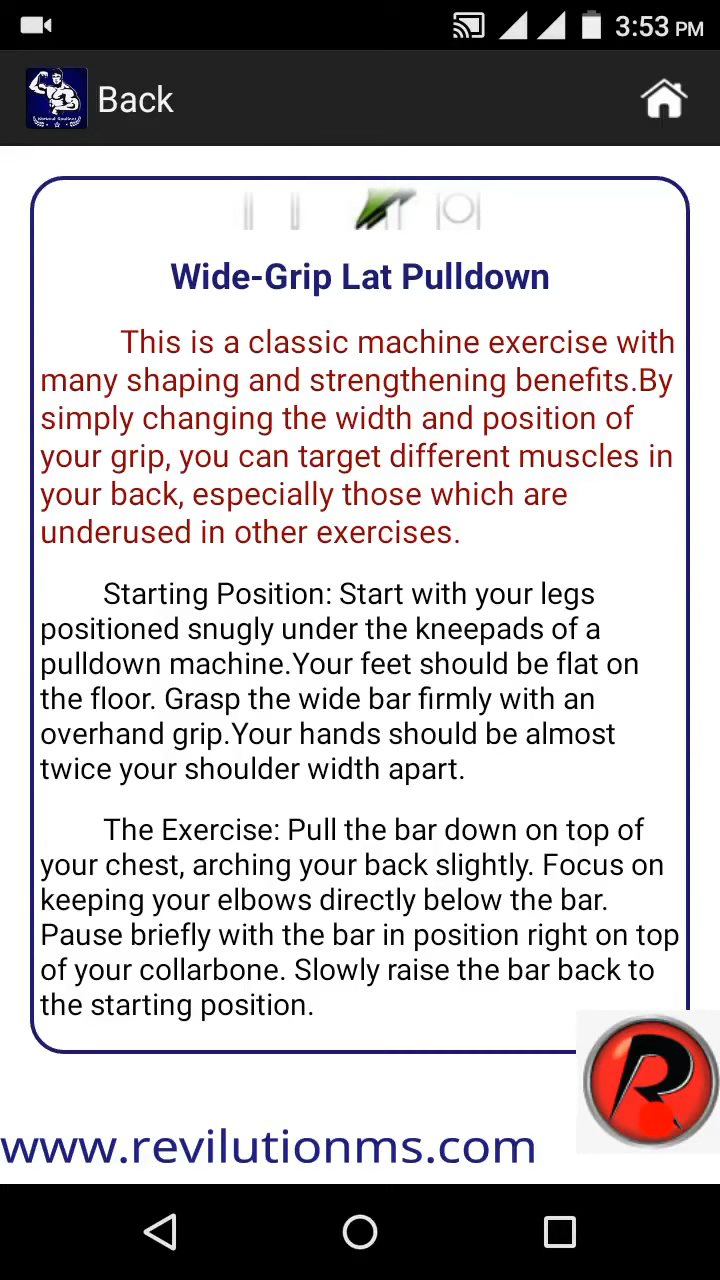 3:53 PM
Back
Wide-Grip Lat Pulldown
This is a classic machine exercise with
many shaping and strengthening benefits.By
simply changing the width and position of
your grip, you can target different muscles in
your back, especially those which are
underused in other exercises.
Starting Position: Start with your legs
positioned snugly under the kneepads of a
pulldown machine.Your feet should be flat on
the floor. Grasp the wide bar firmly with an
overhand grip.Your hands should be almost
twice your shoulder width apart.
The Exercise: Pull the bar down on top of
your chest, arching your back slightly. Focus on
keeping your elbows directly below the bar.
Pause briefly with the bar in position right on top
of your collarbone. Slowly raise the bar back to
the starting position.
R
www.revilutionms.com